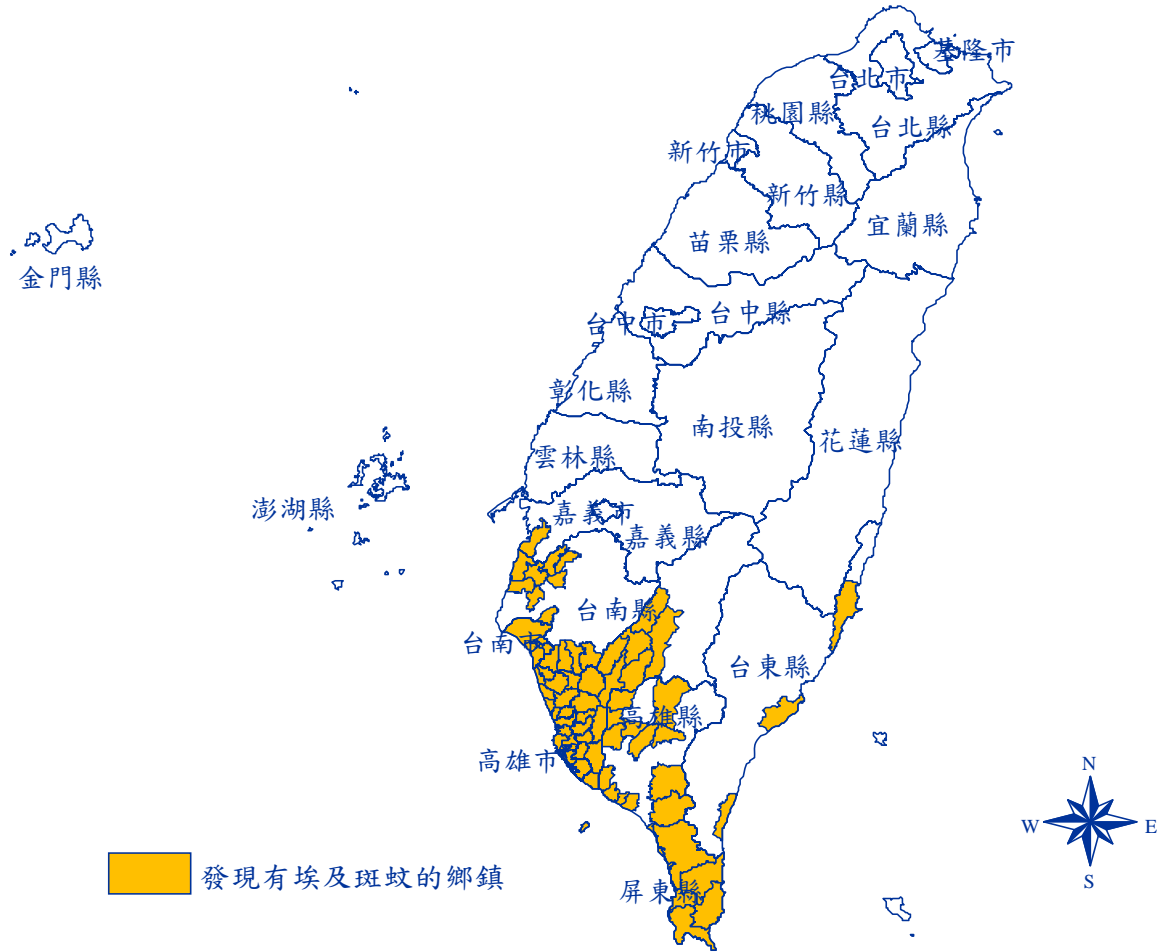 基隆市
台北市
桃園縣
台北縣
新竹市
新竹縣
宜蘭縣
苗栗縣
金門縣
台中縣
台中市
彰化縣
南投縣
花蓮縣
雲林縣
澎湖縣
嘉義市
嘉義縣
台南縣
台南市
台東縣
高雄縣
高雄市
N
W
E
S
發現有埃及斑蚊的鄉鎮
屏東縣